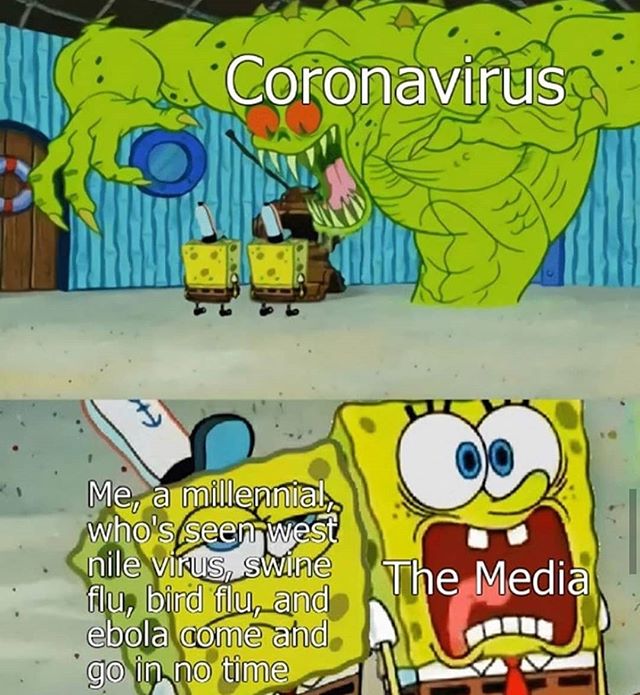 Coronavirus
Me, a millennial,
who's seen west
nile virus, swine
flu, bird flu, and
ebola come and
go in no time
The Media